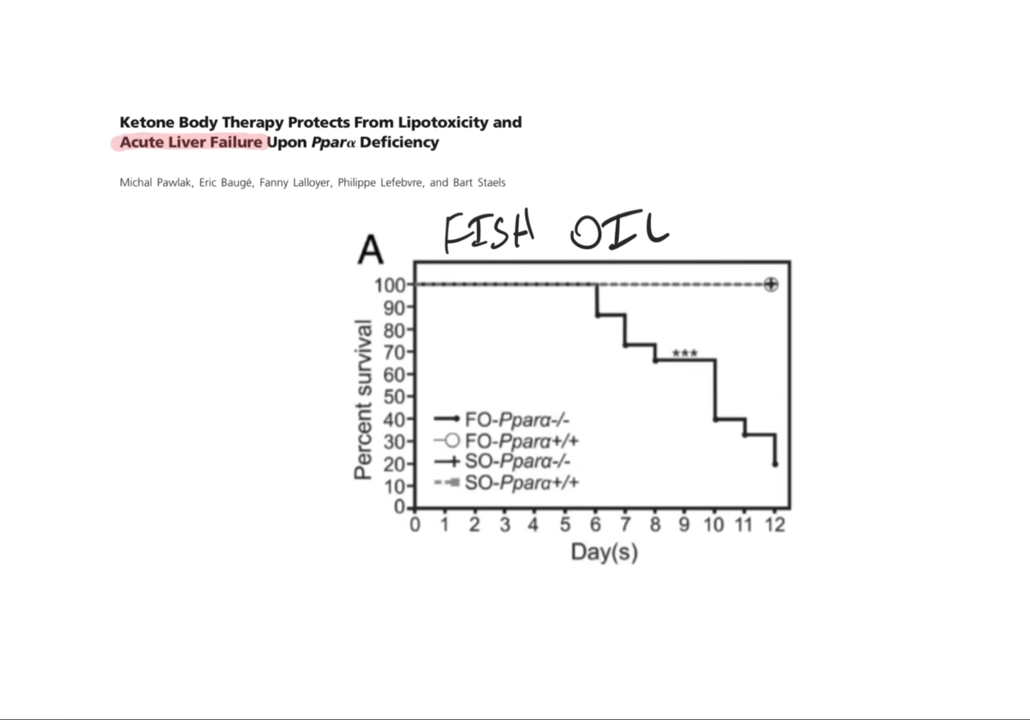 Ketone Body Therapy Protects From Lipotoxicity and
Acute Liver Failure Upon Pparα Deficiency
Michal Pawlak, Eric Baugé, Fanny Lalloyer, Philippe Lefebvre, and Bart Staels
FISH OIL
A
100
90
80
70
60
50
40
30
20
10
0
Percent survival
***
FO-Pparα-/-
FO-Pparα+/+
SO-Pparα-/-
SO-Pparα+/+
0 1 2 3 4 5 6 7 8 9 10 11 12
Day(s)